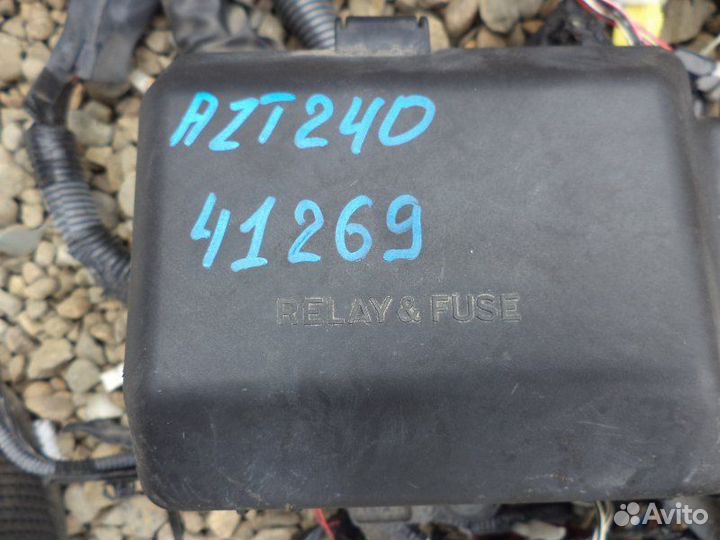 AZT240
41269
RELAY & FUSE
Avito